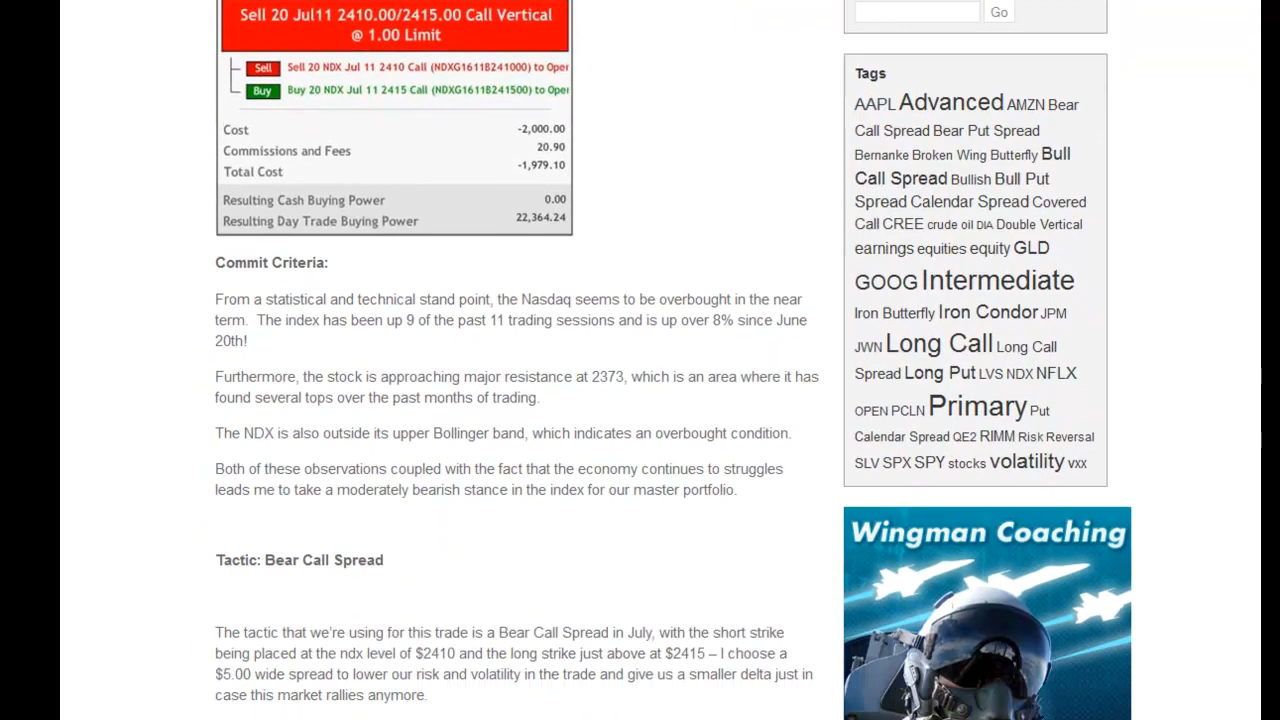 Sell 20 Jul11 2410.00/2415.00 Call Vertical
@ 1.00 Limit
Sell Sell 20 NDX Jul 11 2410 Call (NDXG1611B241000) to Oper
Buy Buy 20 NDX Jul 11 2415 Call (NDXG1611B241500) to Oper
Cost -2,000.00
Commissions and Fees 20.90
Total Cost -1,979.10
Resulting Cash Buying Power 0.00
Resulting Day Trade Buying Power 22,364.24
Commit Criteria:
From a statistical and technical stand point, the Nasdaq seems to be overbought in the near
term.  The index has been up 9 of the past 11 trading sessions and is up over 8% since June
20th!
Furthermore, the stock is approaching major resistance at 2373, which is an area where it has
found several tops over the past months of trading.
The NDX is also outside its upper Bollinger band, which indicates an overbought condition.
Both of these observations coupled with the fact that the economy continues to struggles
leads me to take a moderately bearish stance in the index for our master portfolio.
Tactic: Bear Call Spread
The tactic that we're using for this trade is a Bear Call Spread in July, with the short strike
being placed at the ndx level of $2410 and the long strike just above at $2415 – I choose a
$5.00 wide spread to lower our risk and volatility in the trade and give us a smaller delta just in
case this market rallies anymore.
Go
Tags
AAPL Advanced AMZN Bear
Call Spread Bear Put Spread
Bernanke Broken Wing Butterfly Bull
Call Spread Bullish Bull Put
Spread Calendar Spread Covered
Call CREE crude oil DIA Double Vertical
earnings equities equity GLD
GOOG Intermediate
Iron Butterfly Iron Condor JPM
JWN Long Call Long Call
Spread Long Put LVS NDX NFLX
OPEN PCLN Primary Put
Calendar Spread QE2 RIMM Risk Reversal
SLV SPX SPY stocks volatility VXX
Wingman Coaching